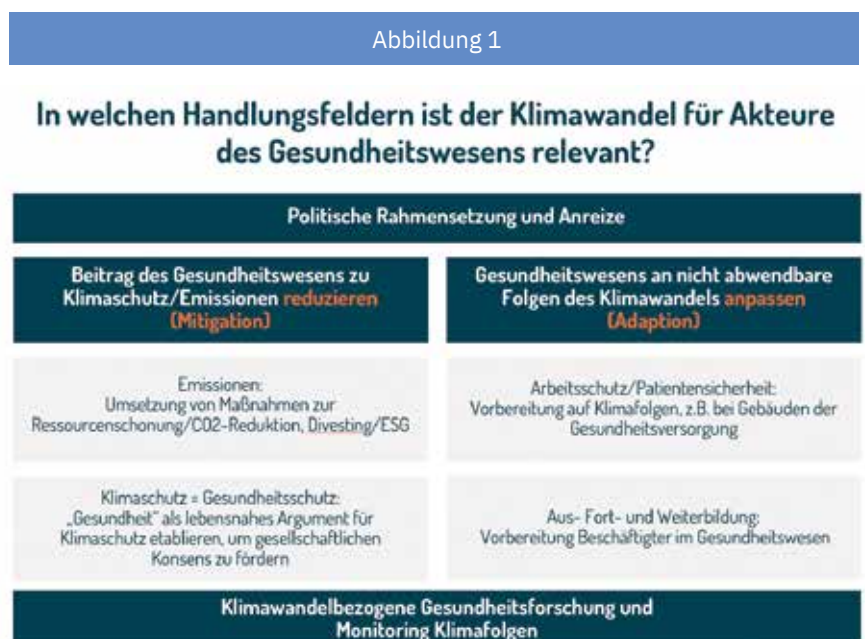 Abbildung 1
In welchen Handlungsfeldern ist der Klimawandel für Akteure
des Gesundheitswesens relevant?
Politische Rahmensetzung und Anreize
Beitrag des Gesundheitswesens zu
Klimaschutz/Emissionen reduzieren
(Mitigation)
Gesundheitswesens an nicht abwendbare
Folgen des Klimawandels anpassen
(Adaption)
Emissionen:
Umsetzung von Maßnahmen zur
Ressourcenschonung/CO2-Reduktion, Divesting/ESG
Arbeitsschutz/Patientensicherheit:
Vorbereitung auf Klimafolgen, z.B. bei Gebäuden der
Gesundheitsversorgung
Klimaschutz = Gesundheitsschutz:
„Gesundheit" als lebensnahes Argument für
Klimaschutz etablieren, um gesellschaftlichen
Konsens zu fördern
Aus- Fort- und Weiterbildung:
Vorbereitung Beschäftigter im Gesundheitswesen
Klimawandelbezogene Gesundheitsforschung und
Monitoring Klimafolgen